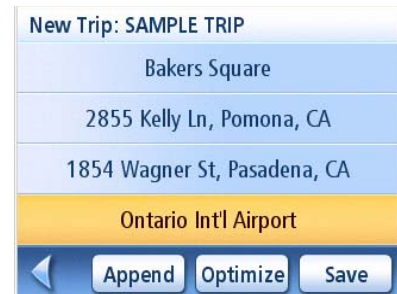 New Trip: SAMPLE TRIP
Bakers Square
2855 Kelly Ln, Pomona, CA
1854 Wagner St, Pasadena, CA
Ontario Int'l Airport
Append Optimize Save